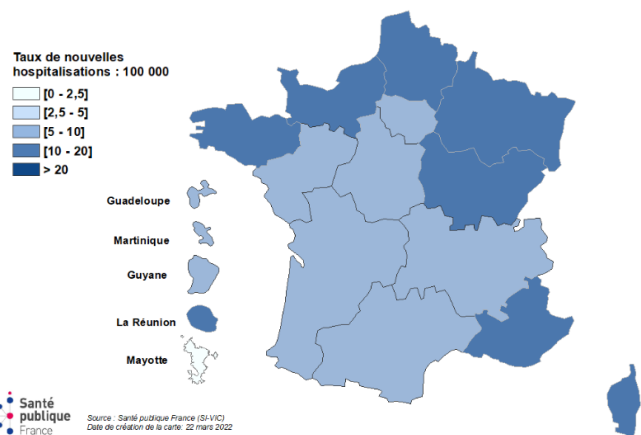 Taux de nouvelles
hospitalisations : 100 000
[0 - 2,5]
[2,5 - 5]
[5 - 10]
[10 - 20]
> 20
Guadeloupe
Martinique
Guyane
La Réunion
Mayotte
Santé
publique
France
Source : Santé publique France (SI-VIC)
Date de création de la carte: 22 mars 2022